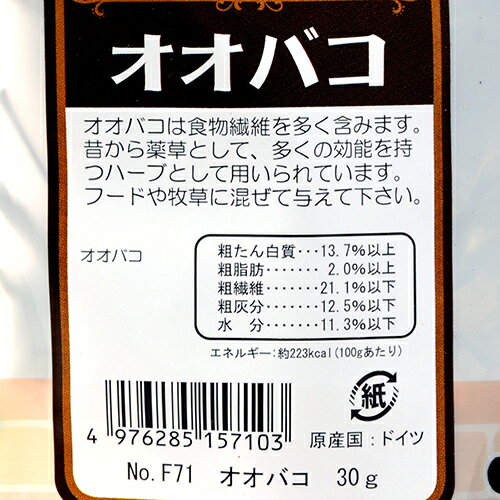 オオバコ
オオバコは食物繊維を多く含みます。
昔から薬草として、多くの効能を持
つハーブとして用いられています。
フードや牧草に混ぜて与えて下さい。
オオバコ
粗たん白質･･･13.7%以上
粗脂肪･････ 2.0%以上
粗繊維･････21.1%以下
粗灰分･････12.5%以下
水　分･････11.3%以下
エネルギー:約223kcal(100gあたり)
紙
4 976285 157103
原産国:ドイツ
No.F71 オオバコ 30g